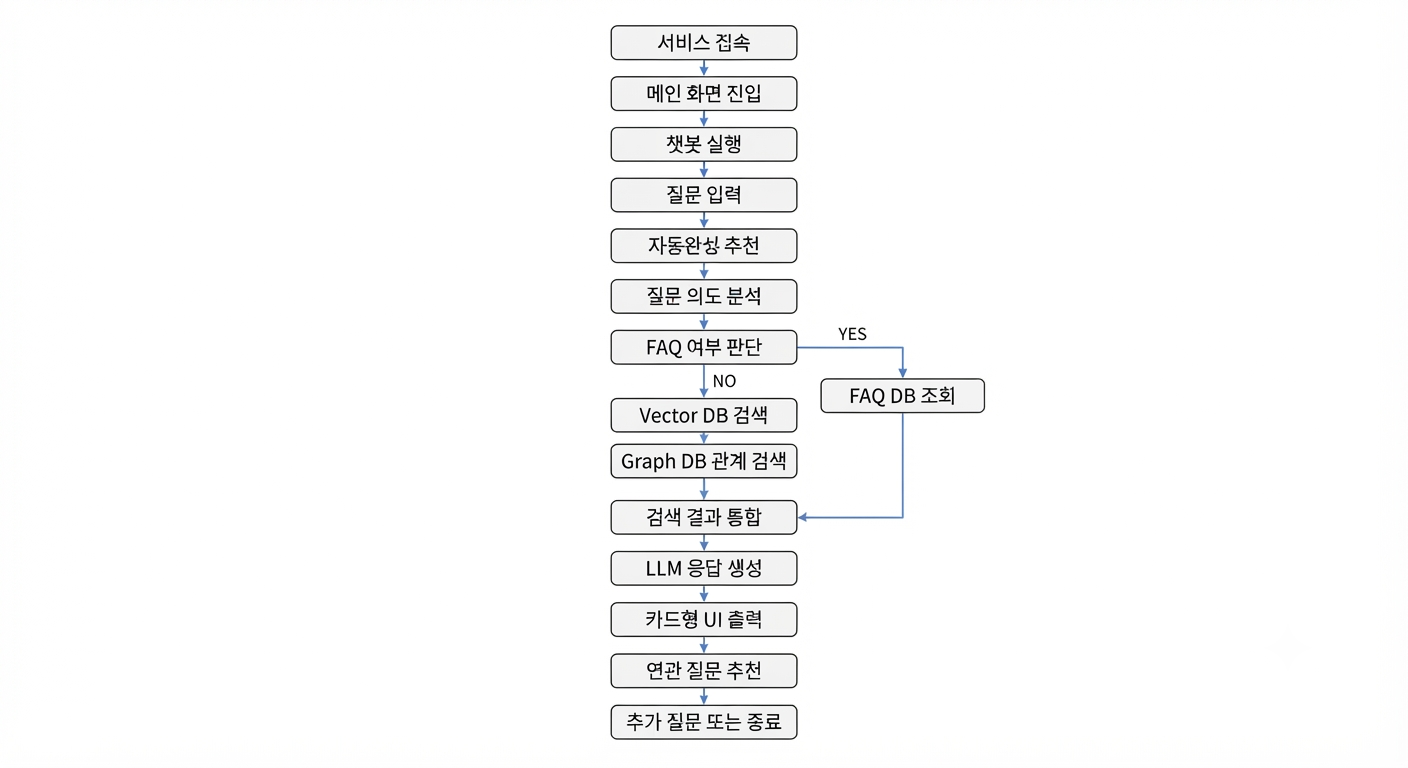 서비스 접속
메인 화면 진입
챗봇 실행
질문 입력
자동완성 추천
질문 의도 분석
FAQ 여부 판단
YES
NO
FAQ DB 조회
Vector DB 검색
Graph DB 관계 검색
검색 결과 통합
LLM 응답 생성
카드형 UI 출력
연관 질문 추천
추가 질문 또는 종료